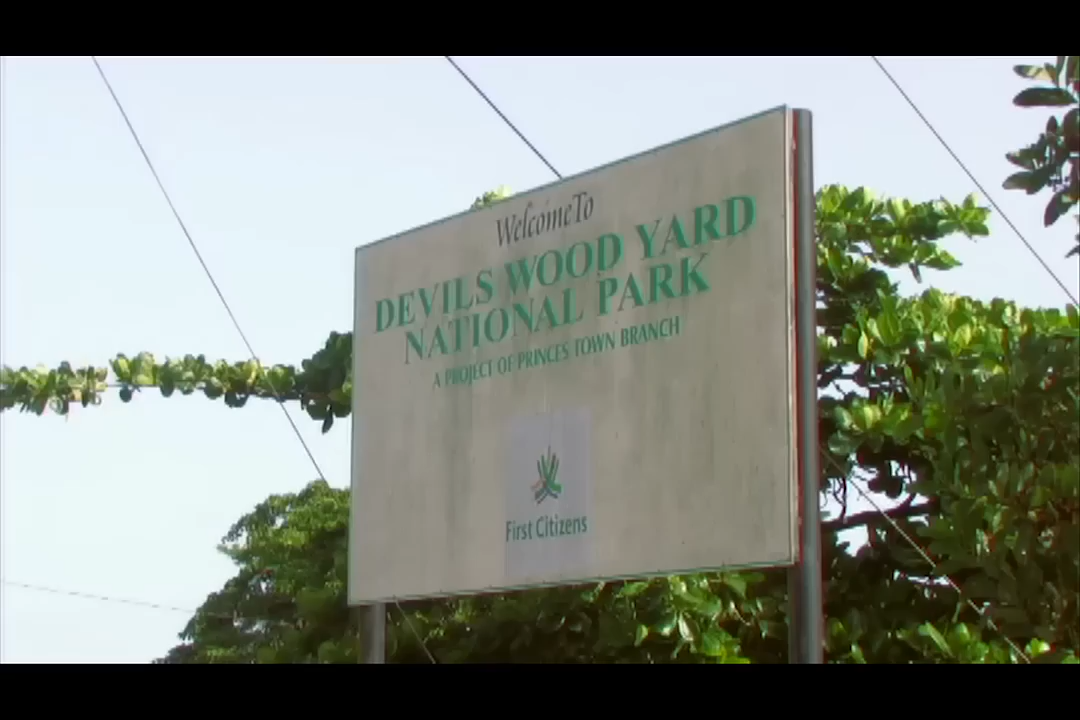 WelcomeTo
DEVILS WOOD YARD
NATIONAL PARK
A PROJECT OF PRINCES TOWN BRANCH
First Citizens